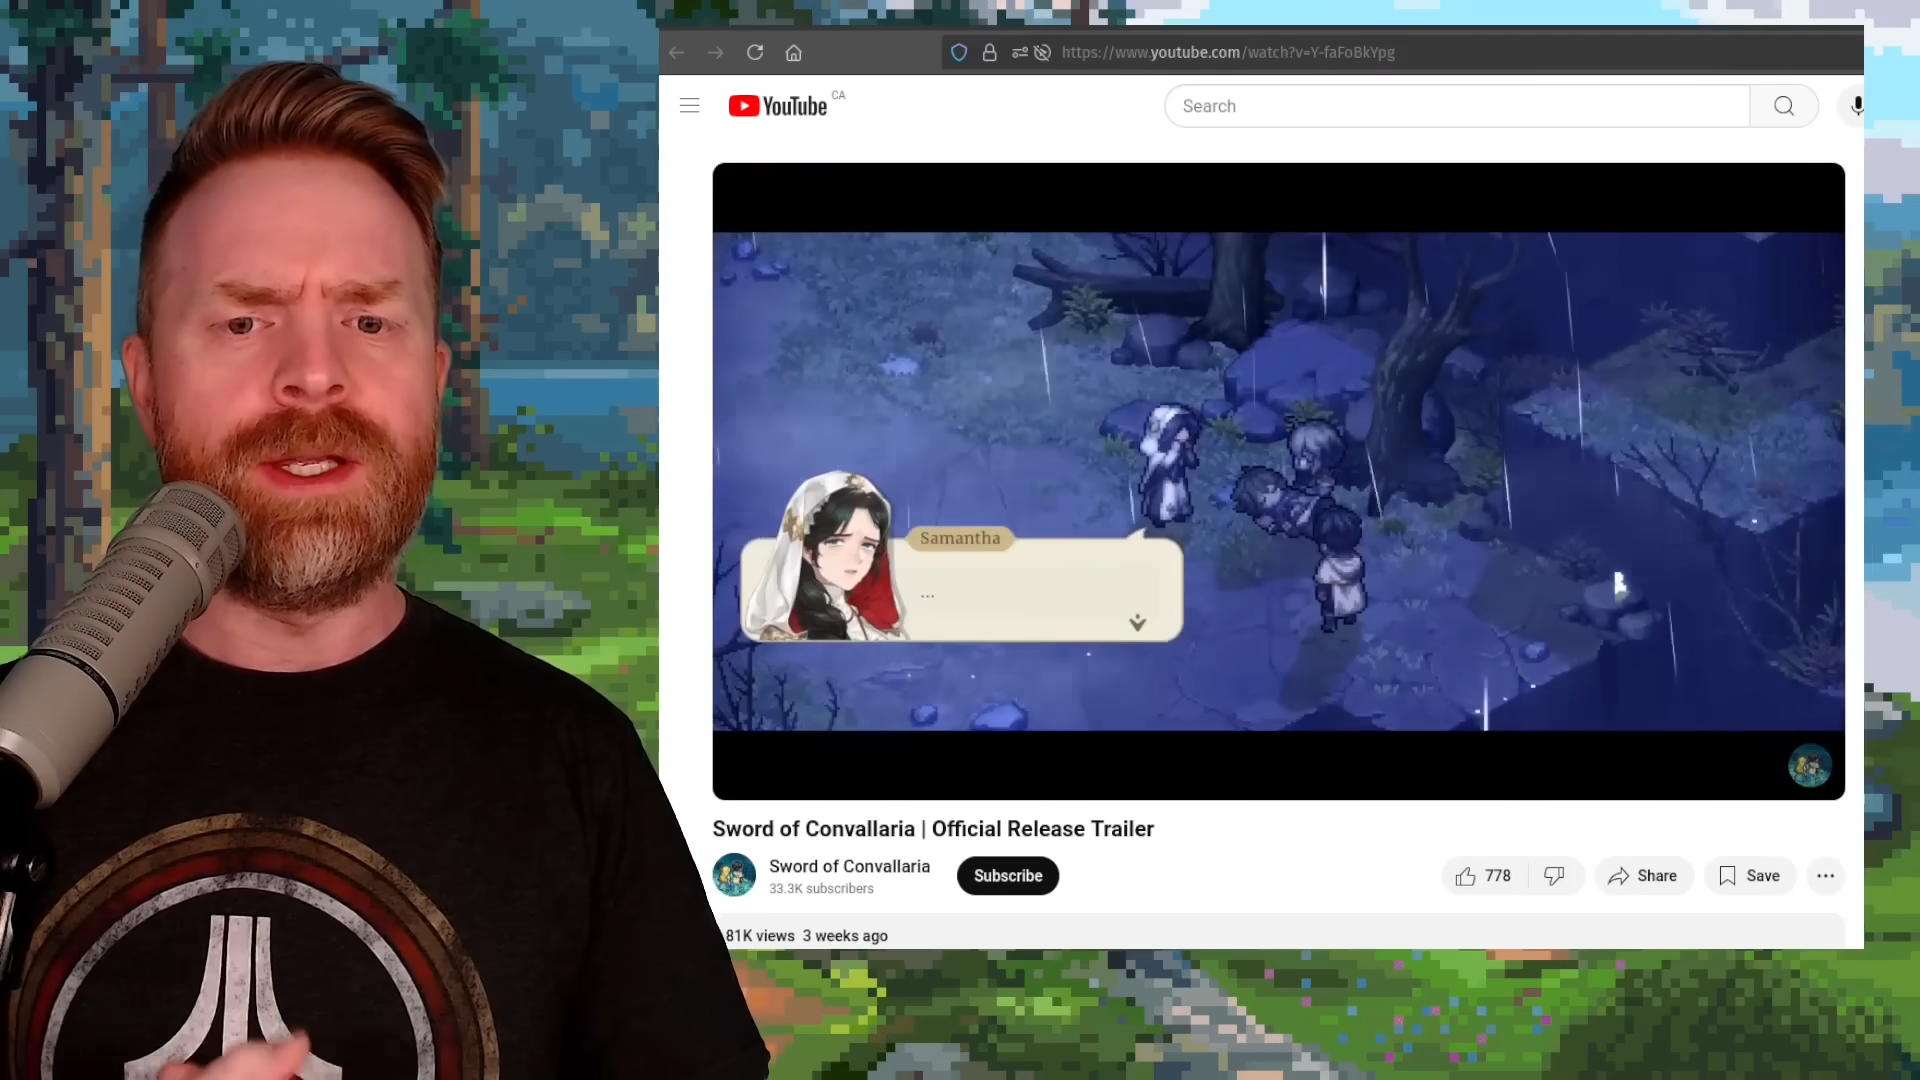 https://www.youtube.com/watch?v=Y-faFoBkYpg
YouTube CA
Search
Samantha
...
Sword of Convallaria | Official Release Trailer
Sword of Convallaria
33.3K subscribers
Subscribe
778
Share
Save
81K views 3 weeks ago